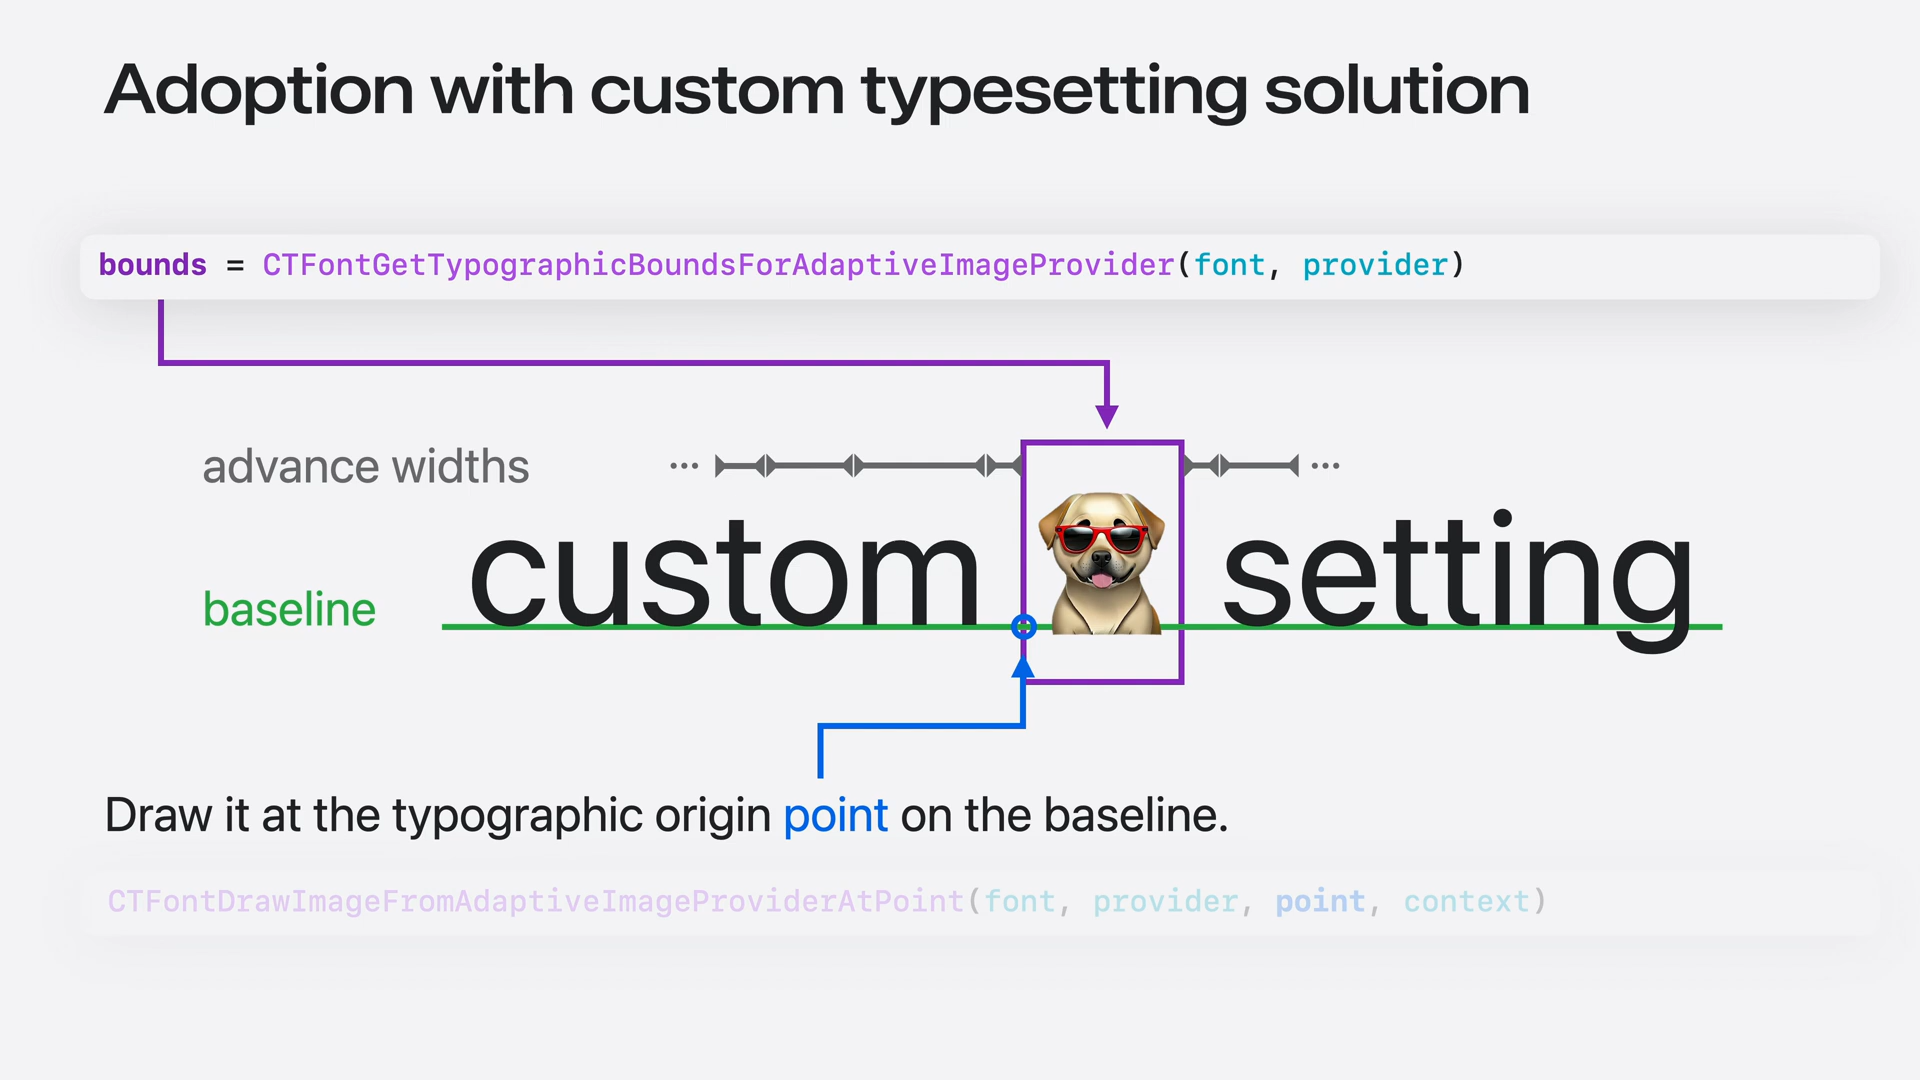 Adoption with custom typesetting solution
bounds = CTFontGetTypographicBoundsForAdaptiveImageProvider(font, provider)
advance widths
custom setting
baseline
Draw it at the typographic origin point on the baseline.
CTFontDrawImageFromAdaptiveImageProviderAtPoint(font, provider, point, context)